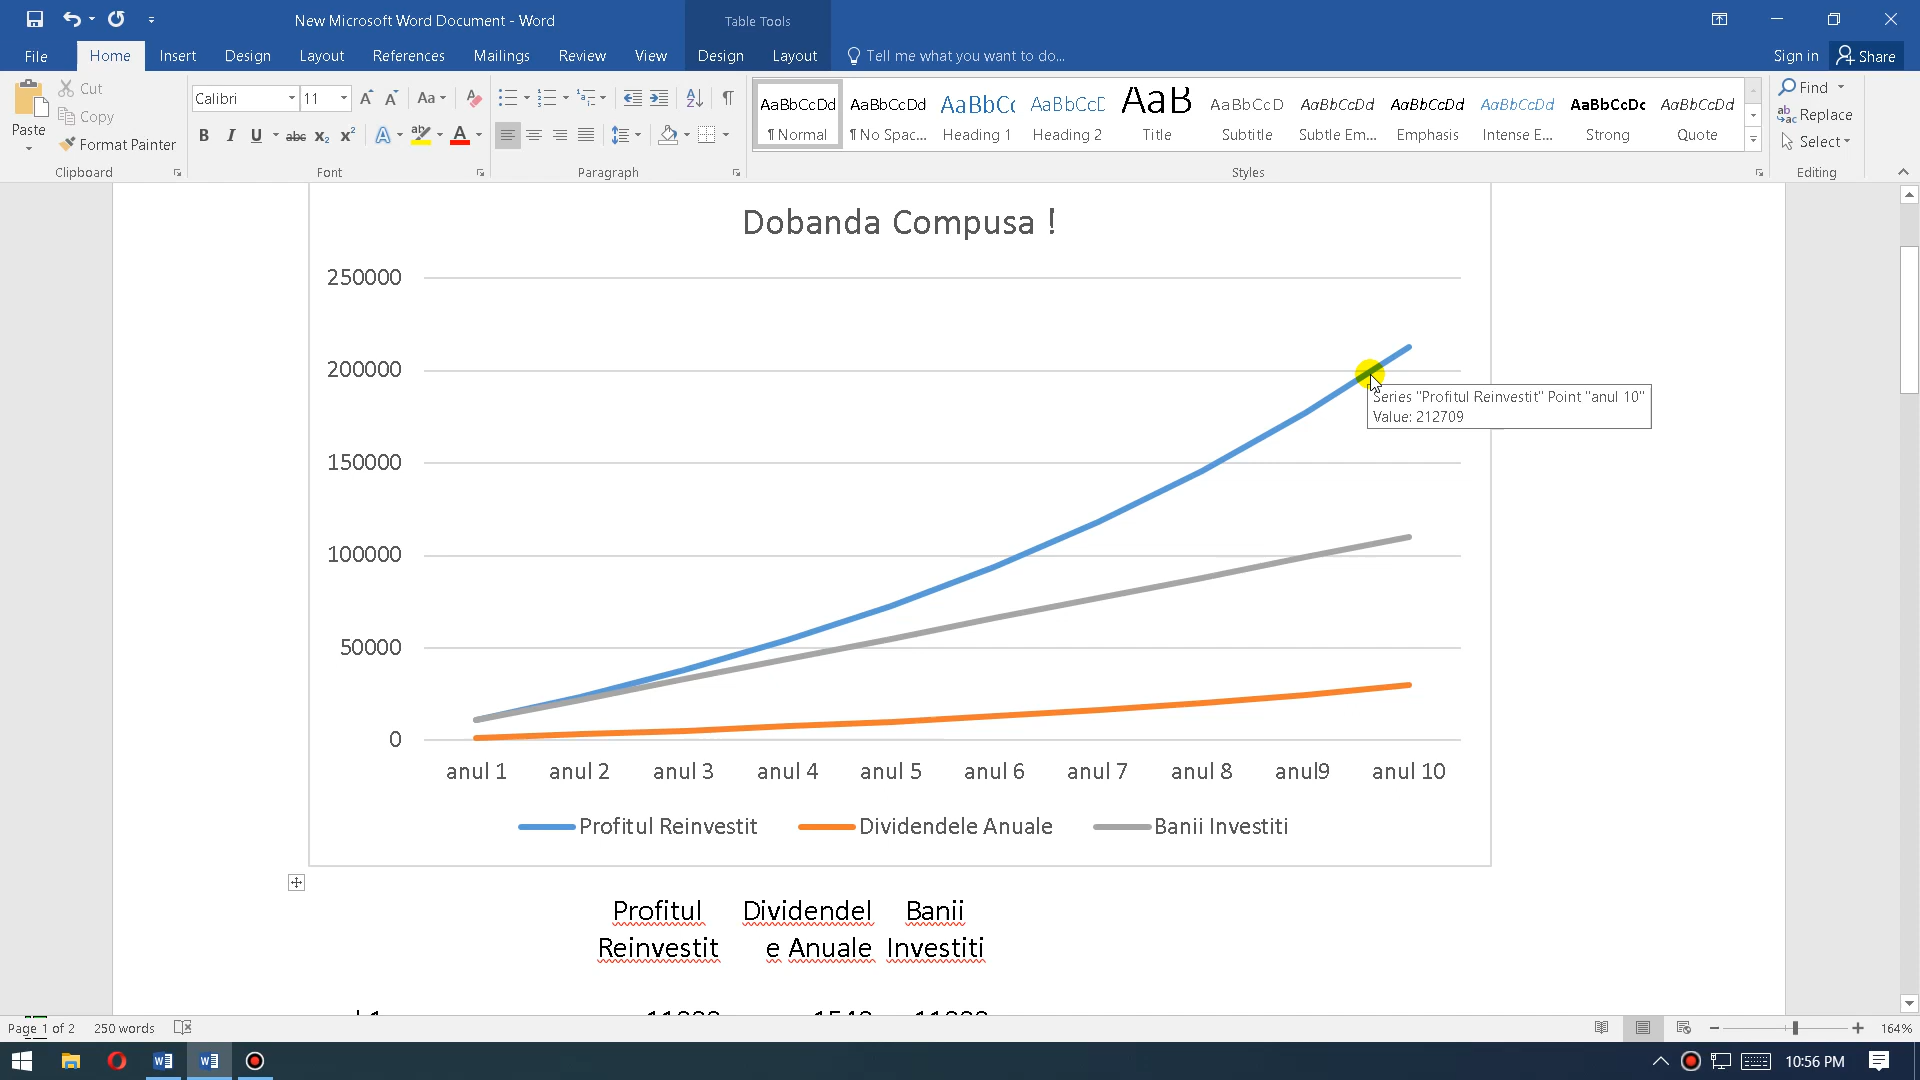 New Microsoft Word Document - Word
Table Tools
File Home Insert Design Layout References Mailings Review View Design Layout Tell me what you want to do... Sign in Share
Paste
Cut
Copy
Format Painter
Clipboard
Calibri 11
Font
Paragraph
AaBbCcDd AaBbCcDd AaBbCc AaBbCcC AaB AaBbCcD AaBbCcDd AaBbCcDd AaBbCcDd AaBbCcDc AaBbCcDd
¶ Normal ¶ No Spac... Heading 1 Heading 2 Title Subtitle Subtle Em... Emphasis Intense E... Strong Quote
Styles
Find
Replace
Select
Editing
Dobanda Compusa !
250000
200000
150000
100000
50000
0
Series "Profitul Reinvestit" Point "anul 10"
Value: 212709
anul 1 anul 2 anul 3 anul 4 anul 5 anul 6 anul 7 anul 8 anul9 anul 10
Profitul Reinvestit Dividendele Anuale Banii Investiti
Profitul Dividendel Banii
Reinvestit e Anuale Investiti
Page 1 of 2 250 words 164%
10:56 PM